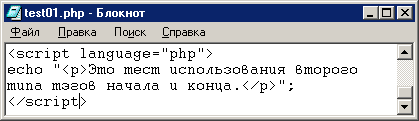 test01.php - Блокнот
Файл Правка Поиск Справка
<script language="php">
echo "<p>Это тест использования второго
типа тэгов начала и конца.</p>";
</script>